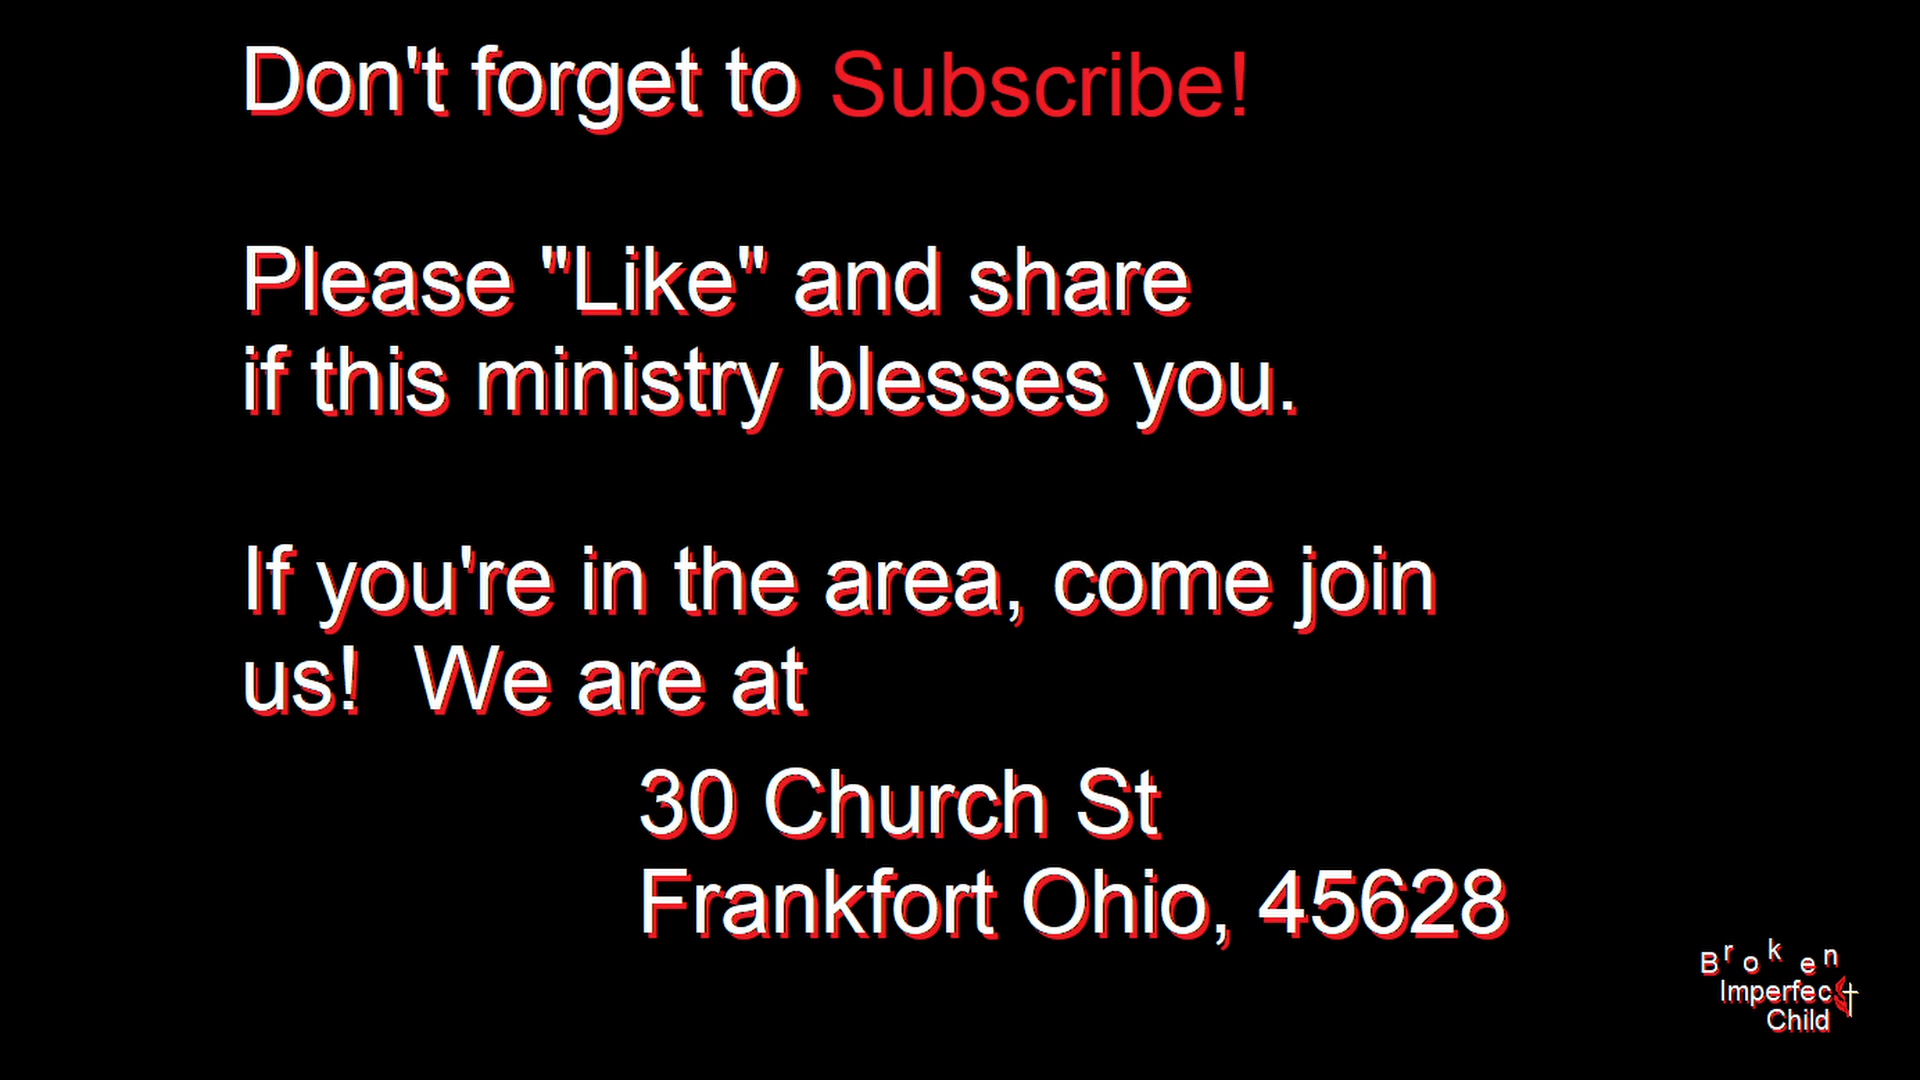 Don't forget to Subscribe!
Please "Like" and share
if this ministry blesses you.
If you're in the area, come join
us!  We are at
30 Church St
Frankfort Ohio, 45628
Broken
Imperfect
Child